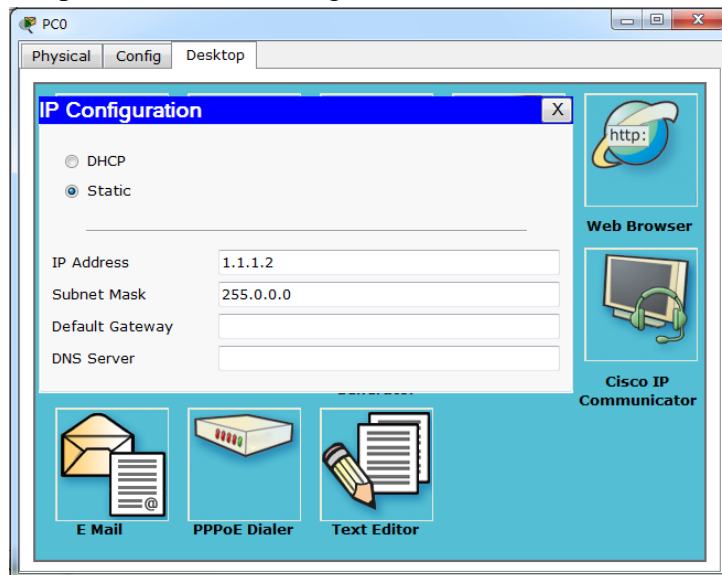 PC0
Physical Config Desktop
IP Configuration X
DHCP
Static
IP Address 1.1.1.2
Subnet Mask 255.0.0.0
Default Gateway
DNS Server
http:
Web Browser
Cisco IP
Communicator
@
E Mail
PPPoE Dialer
Text Editor